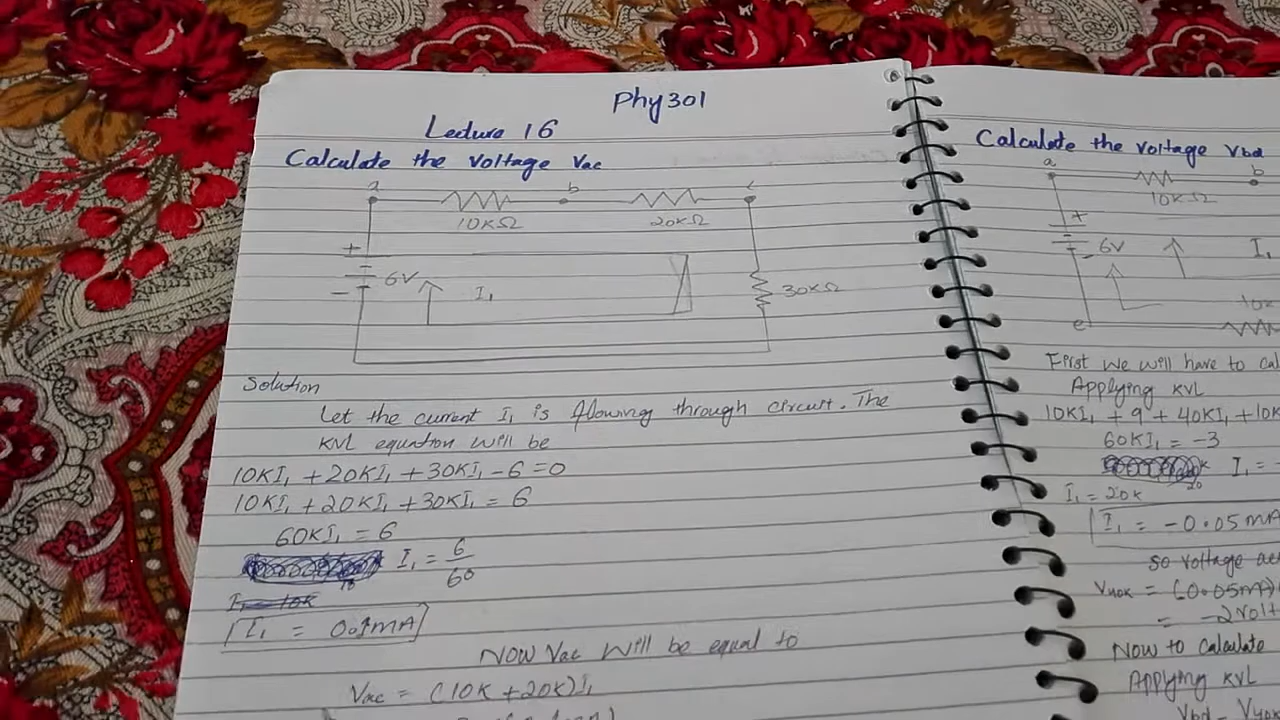 Phy301
Lecture 16
Calculate the voltage Vac
a b c
10KΩ 20KΩ
+
6V
−
I₁
30KΩ
Solution
Let the current I₁ is flowing through circuit. The
KVL equation will be
10KI₁ + 20KI₁ + 30KI₁ - 6 = 0
10KI₁ + 20KI₁ + 30KI₁ = 6
60KI₁ = 6
I₁ = 6/60
I₁ = 0.1mA
Now Vac will be equal to
Vac = (10K + 20K)I₁
Calculate the voltage Vbd
a b
10KΩ
+
6V
-
I₁
e
First we will have to
Applying KVL
10KI₁ + 9 + 40KI₁ +
60KI₁ = -3
I₁ =
I₁ = 20K
I₁ = -0.05mA
so voltage
= -2
Now to calculate
Applying KVL